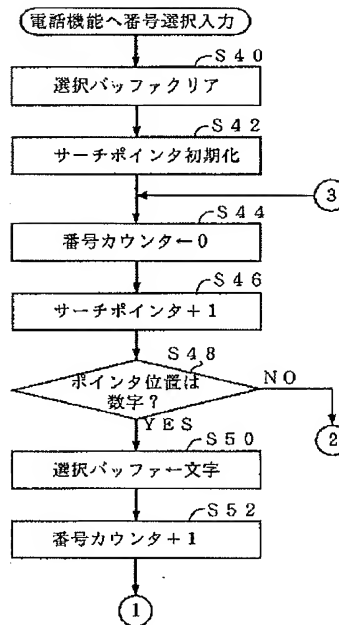 電話機能へ番号選択入力
S40
選択バッファクリア
S42
サーチポインタ初期化
3
S44
番号カウンタ←0
S46
サーチポインタ+1
S48
ポインタ位置は
数字?
NO
2
YES
S50
選択バッファ←文字
S52
番号カウンタ+1
1